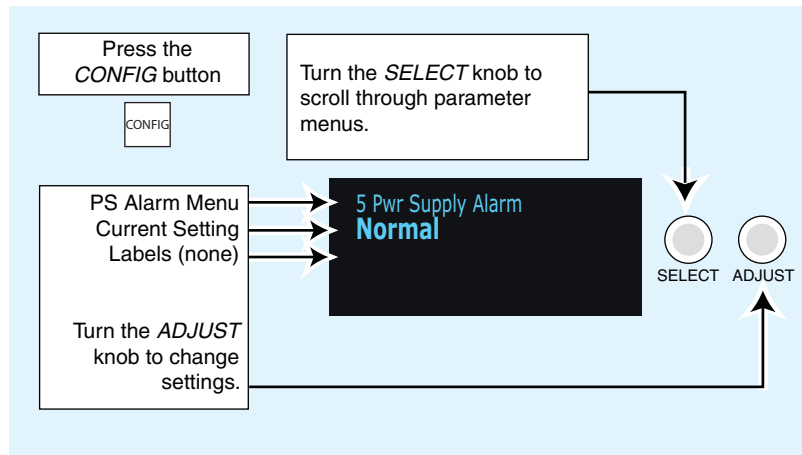 Press the
CONFIG button
CONFIG
Turn the SELECT knob to
scroll through parameter
menus.
PS Alarm Menu
Current Setting
Labels (none)
Turn the ADJUST
knob to change
settings.
5 Pwr Supply Alarm
Normal
SELECT
ADJUST